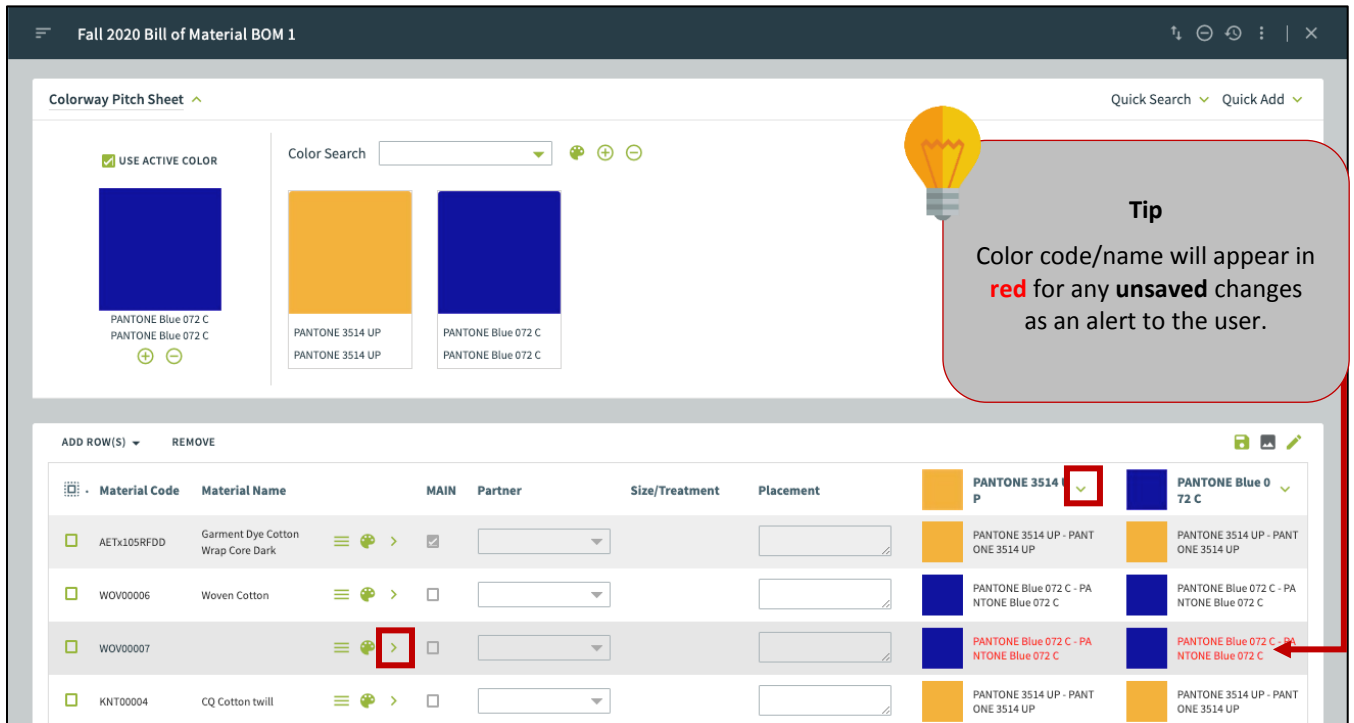 Fall 2020 Bill of Material BOM 1
Colorway Pitch Sheet
Quick Search
Quick Add
USE ACTIVE COLOR
Color Search
PANTONE Blue 072 C
PANTONE Blue 072 C
PANTONE 3514 UP
PANTONE 3514 UP
PANTONE Blue 072 C
PANTONE Blue 072 C
Tip
Color code/name will appear in
red for any unsaved changes
as an alert to the user.
ADD ROW(S)
REMOVE
Material Code
Material Name
MAIN
Partner
Size/Treatment
Placement
PANTONE 3514 U
P
PANTONE Blue 0
72 C
AETx105RFDD
Garment Dye Cotton
Wrap Core Dark
PANTONE 3514 UP - PANT
ONE 3514 UP
PANTONE 3514 UP - PANT
ONE 3514 UP
WOV00006
Woven Cotton
PANTONE Blue 072 C - PA
NTONE Blue 072 C
PANTONE Blue 072 C - PA
NTONE Blue 072 C
WOV00007
PANTONE Blue 072 C - PA
NTONE Blue 072 C
PANTONE Blue 072 C - PA
NTONE Blue 072 C
KNT00004
CQ Cotton twill
PANTONE 3514 UP - PANT
ONE 3514 UP
PANTONE 3514 UP - PANT
ONE 3514 UP